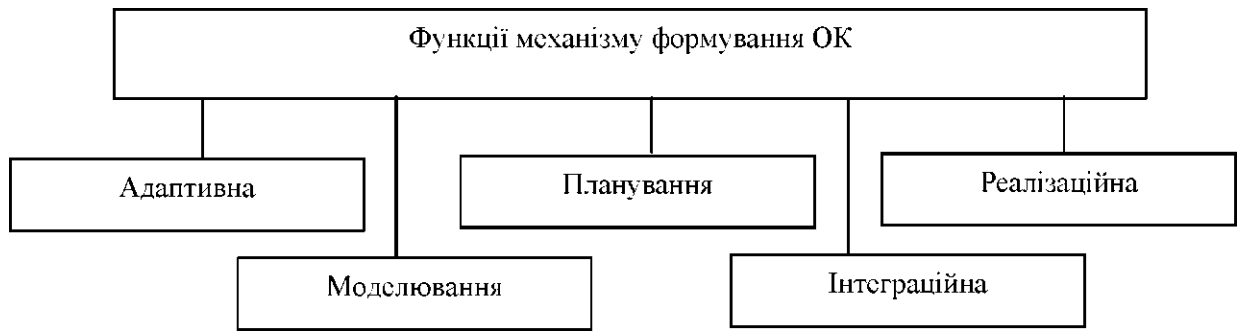 Функції механізму формування ОК
Адаптивна
Планування
Реалізаційна
Моделювання
Інтеграційна